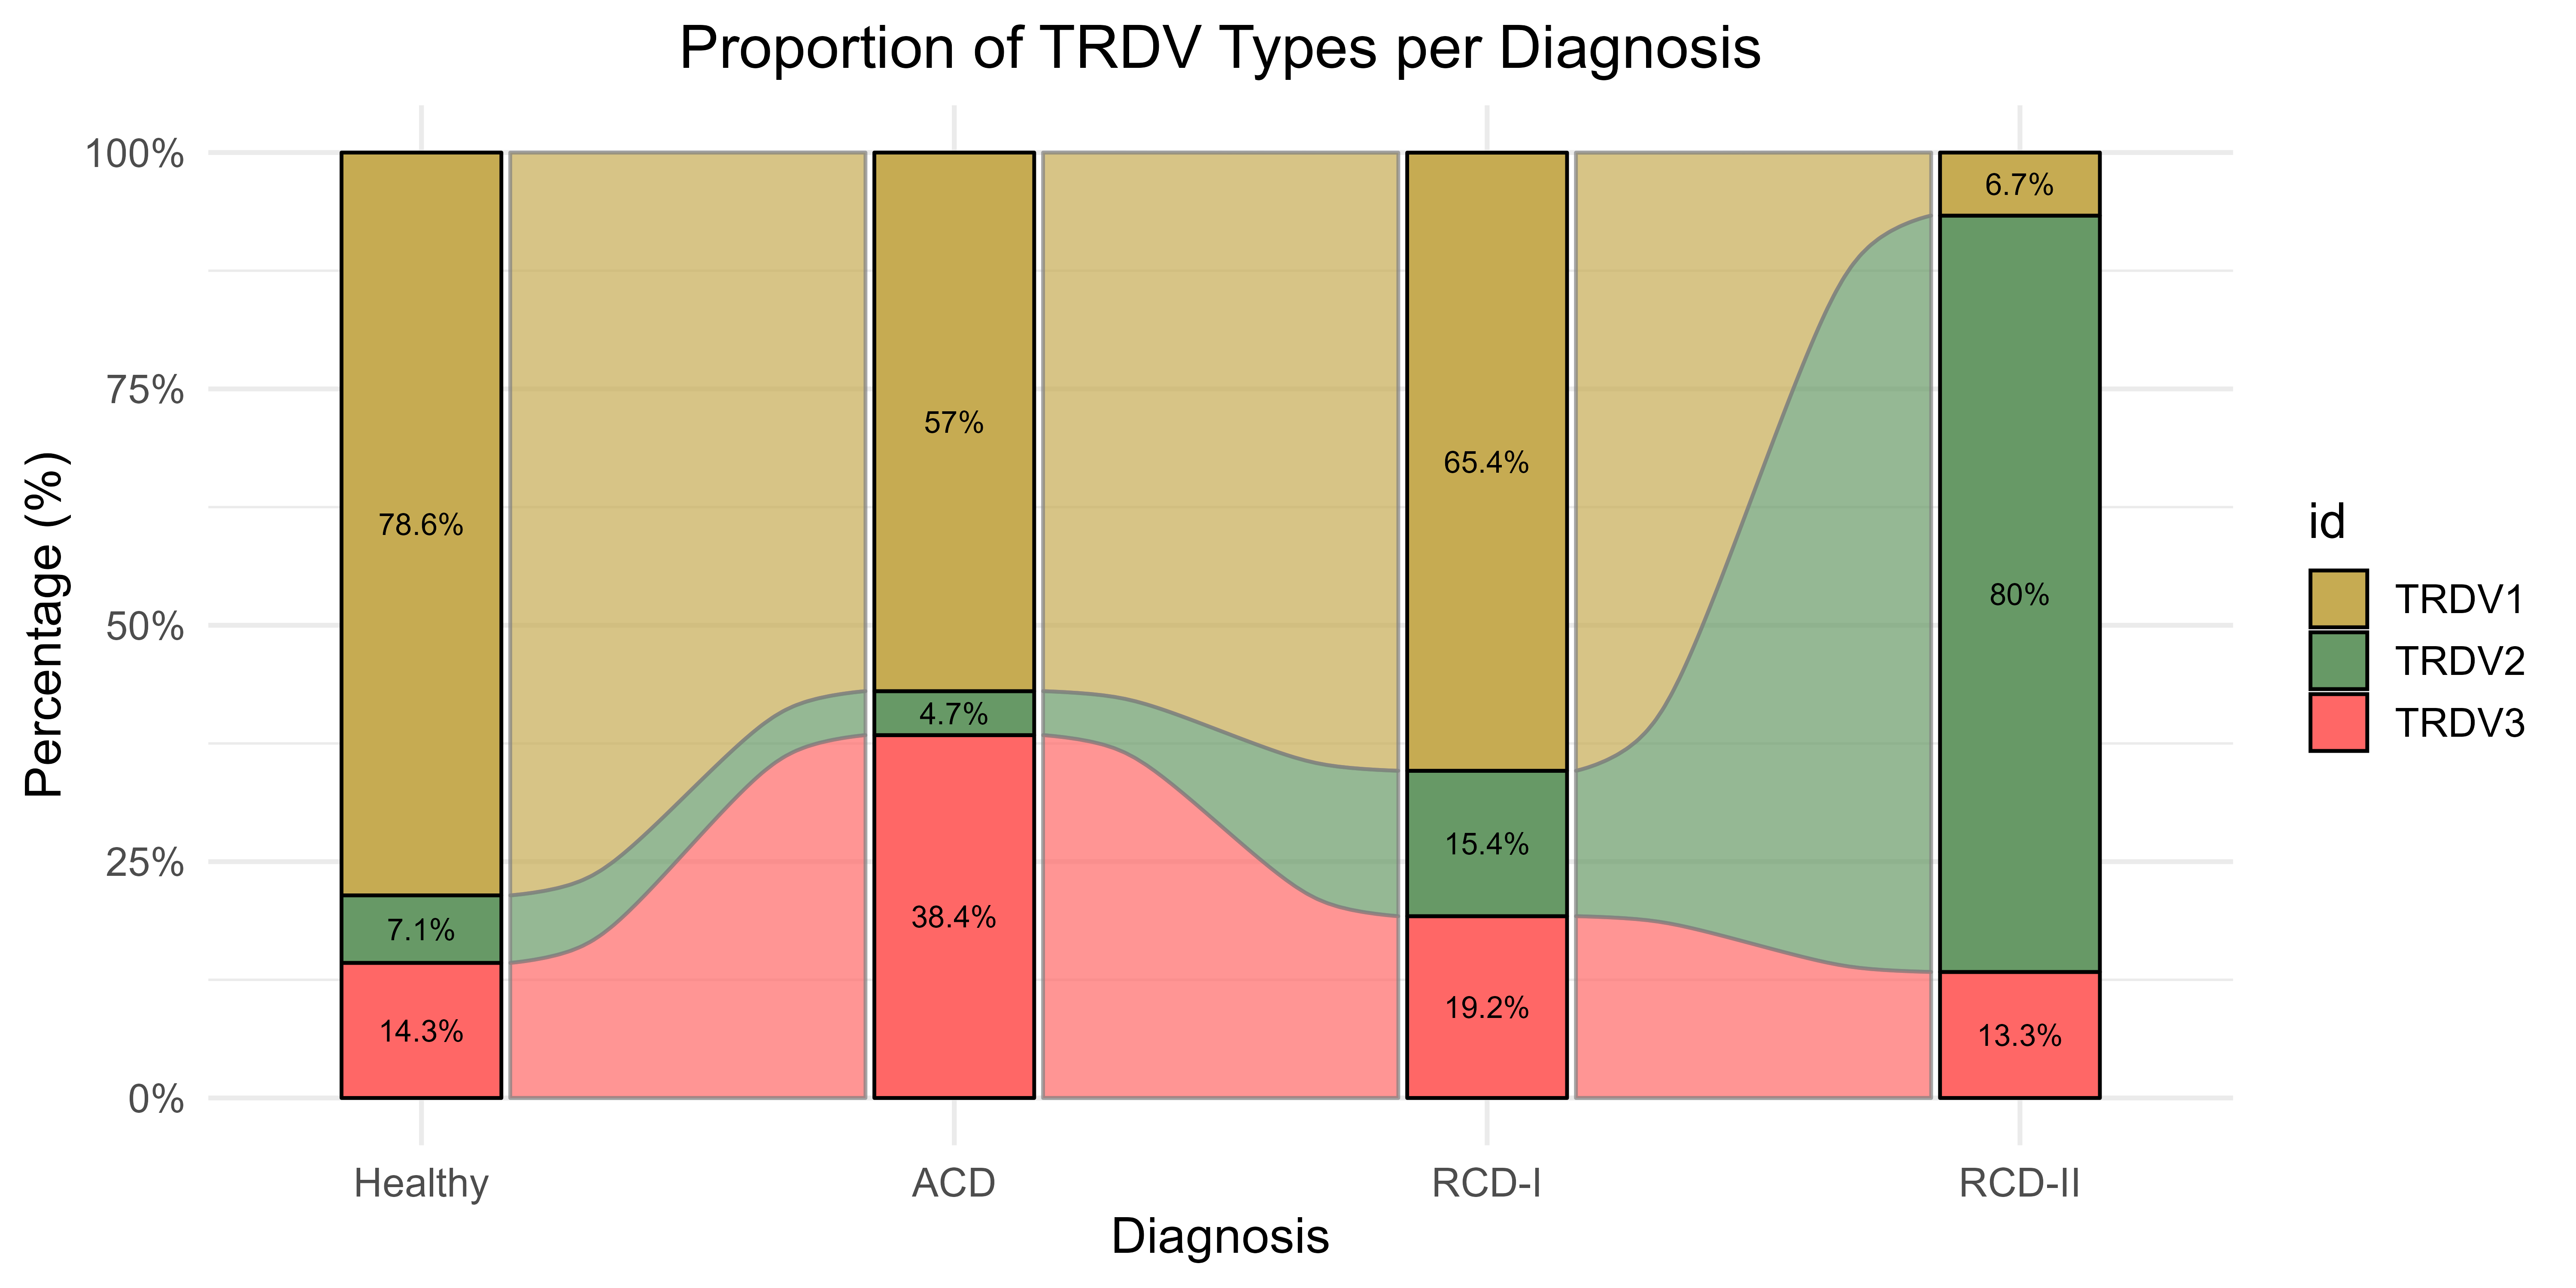 Proportion of TRDV Types per Diagnosis
Percentage (%)
100%
75%
50%
25%
0%
78.6%
7.1%
14.3%
57%
4.7%
38.4%
65.4%
15.4%
19.2%
6.7%
80%
13.3%
Healthy
ACD
RCD-I
RCD-II
Diagnosis
id
TRDV1
TRDV2
TRDV3